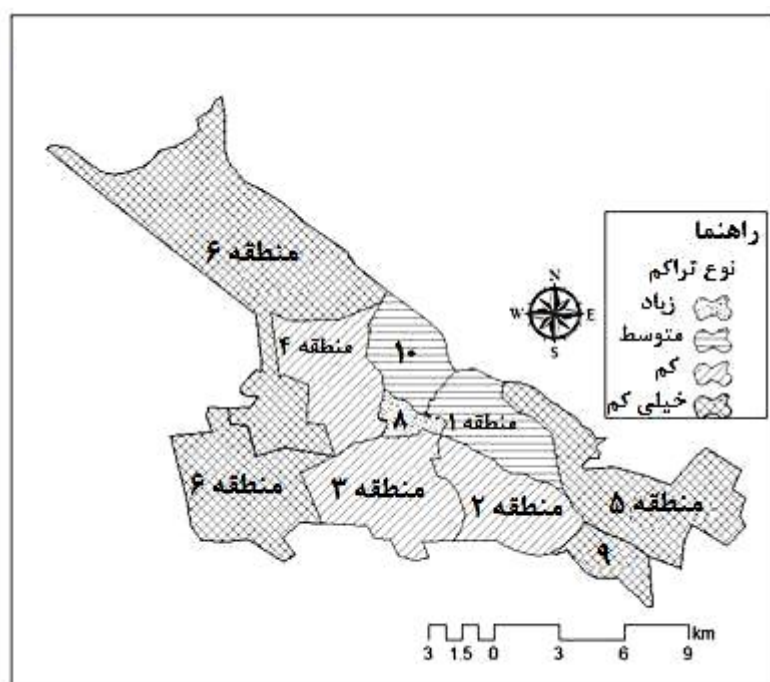 منطقه ۶
منطقه ۴
۱۰
منطقه ۱
۸
منطقه ۶
منطقه ۳
منطقه ۲
منطقه ۵
۹
راهنما
نوع تراکم
زیاد
متوسط
کم
خیلی کم
N
W E
S
km
3 1.5 0 3 6 9